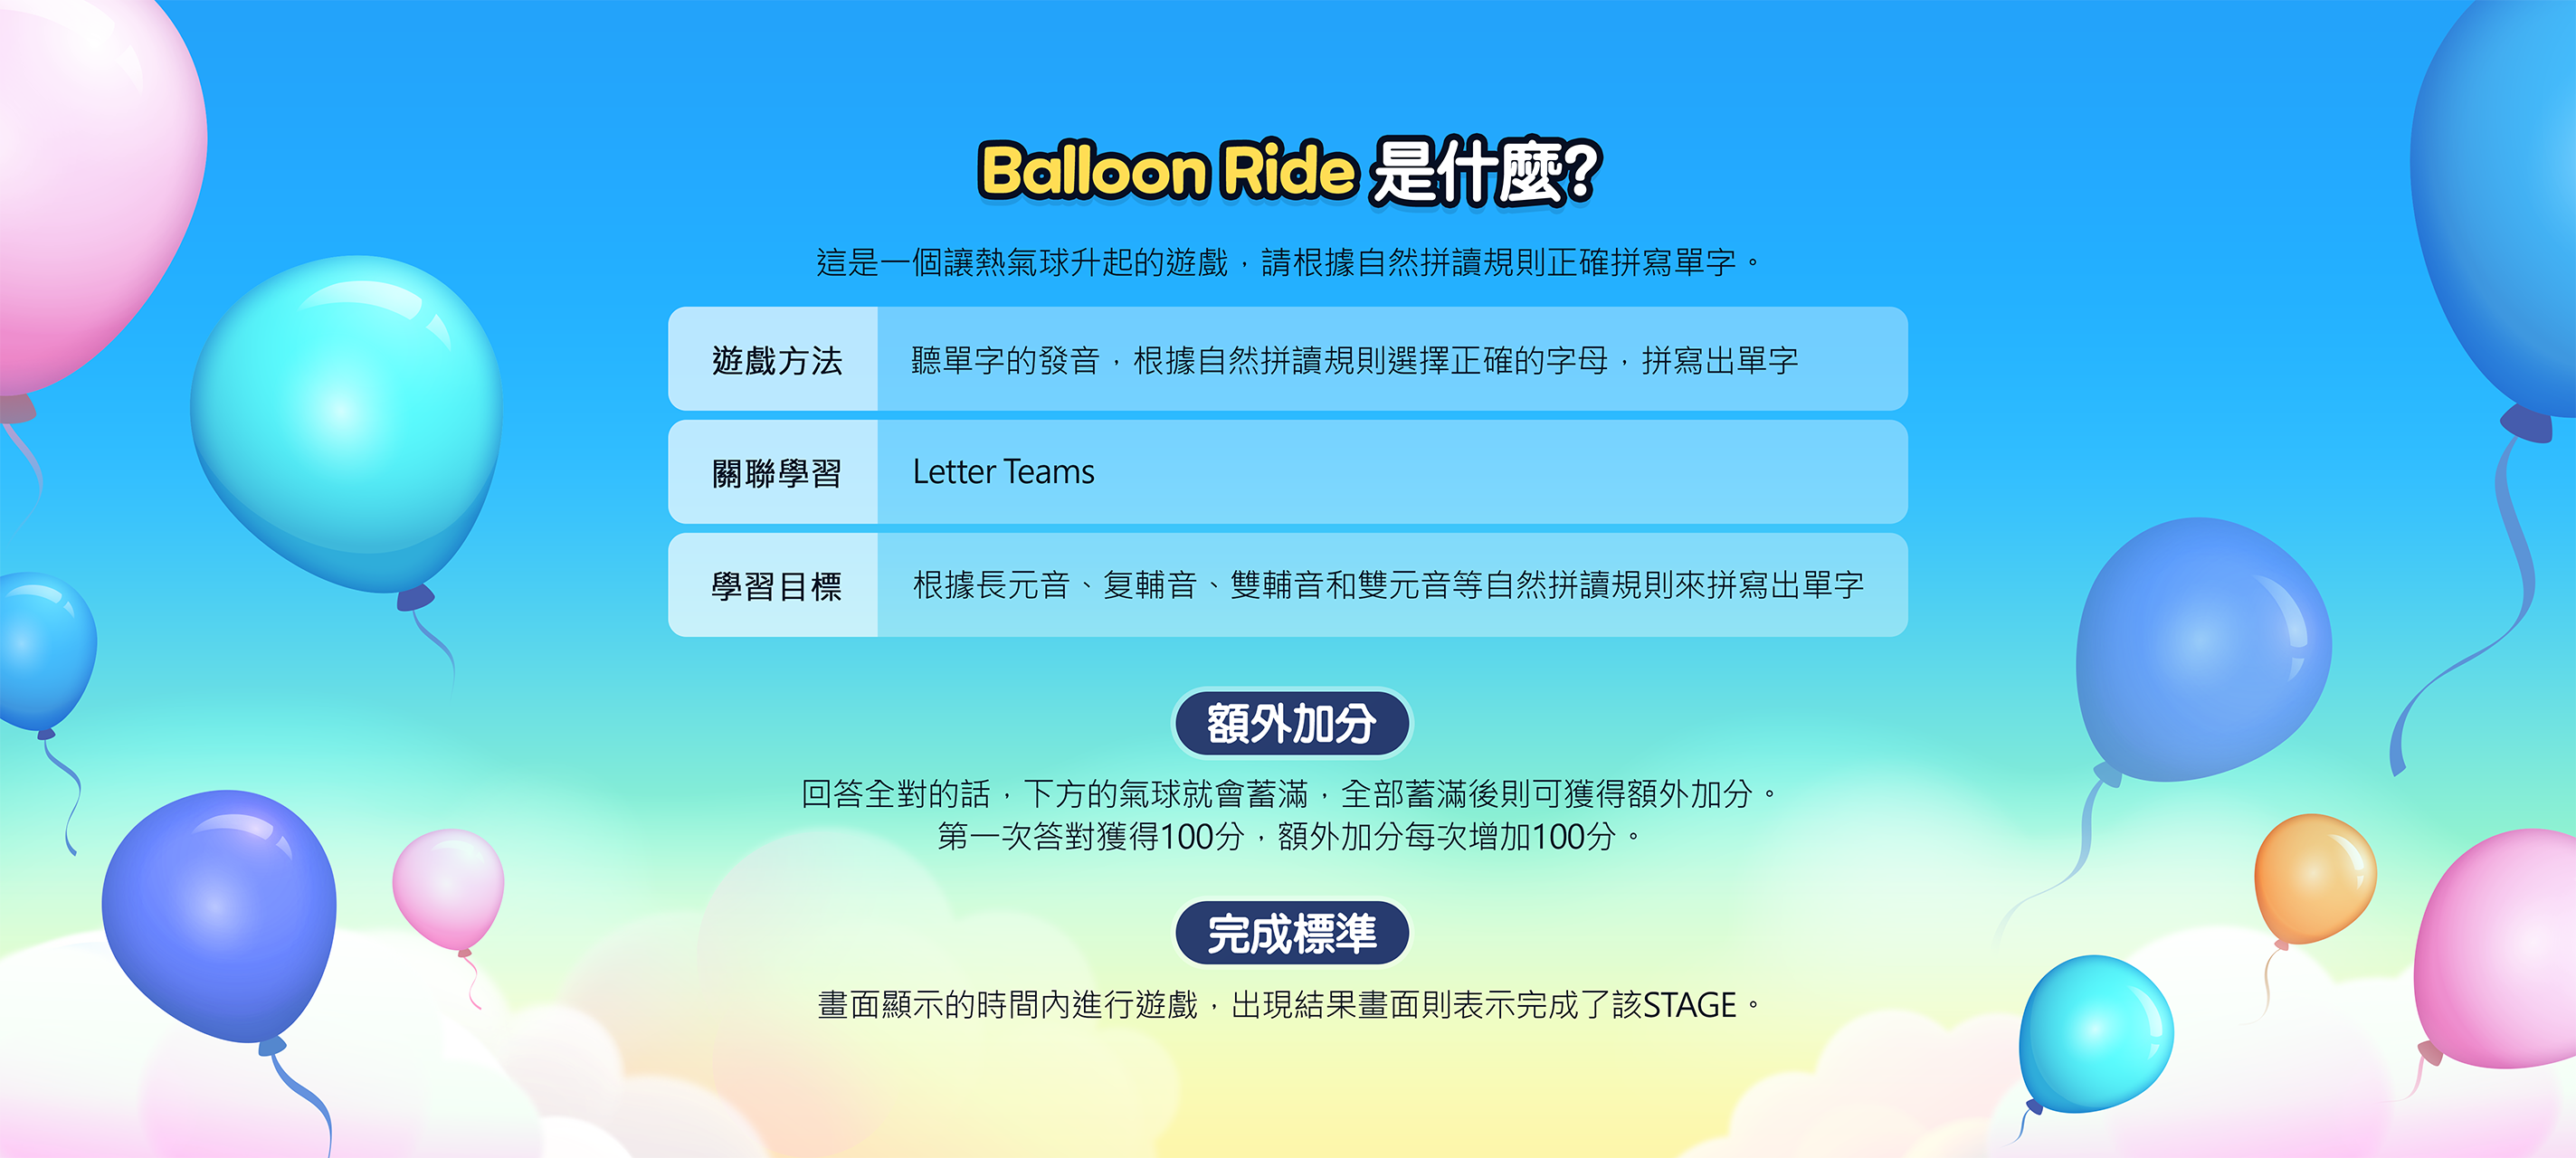 Balloon Ride 是什麼?
這是一個讓熱氣球升起的遊戲，請根據自然拼讀規則正確拼寫單字。
遊戲方法
聽單字的發音，根據自然拼讀規則選擇正確的字母，拼寫出單字
關聯學習
Letter Teams
學習目標
根據長元音、复輔音、雙輔音和雙元音等自然拼讀規則來拼寫出單字
額外加分
回答全對的話，下方的氣球就會蓄滿，全部蓄滿後則可獲得額外加分。
第一次答對獲得100分，額外加分每次增加100分。
完成標準
畫面顯示的時間內進行遊戲，出現結果畫面則表示完成了該STAGE。